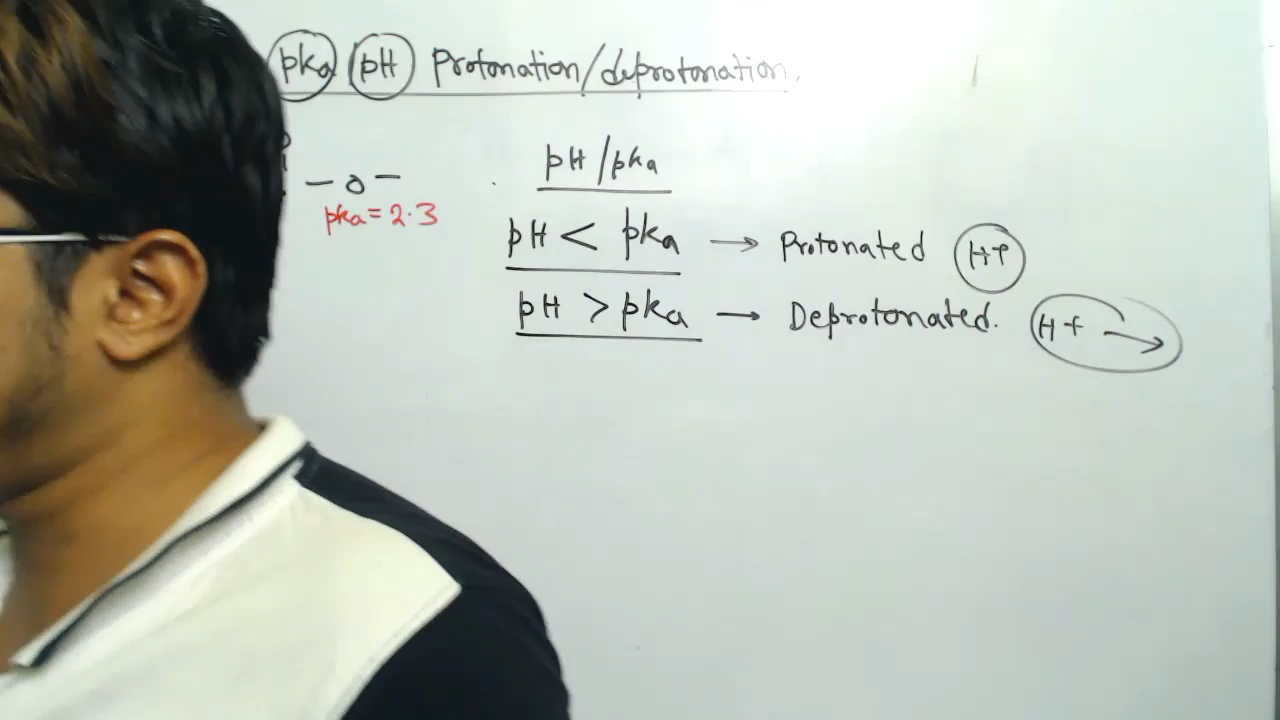 pka pH Protonation/deprotonation.
pH/pka
- o -
pka = 2.3
pH < pka → Protonated H+
pH > pka → Deprotonated. H+ →